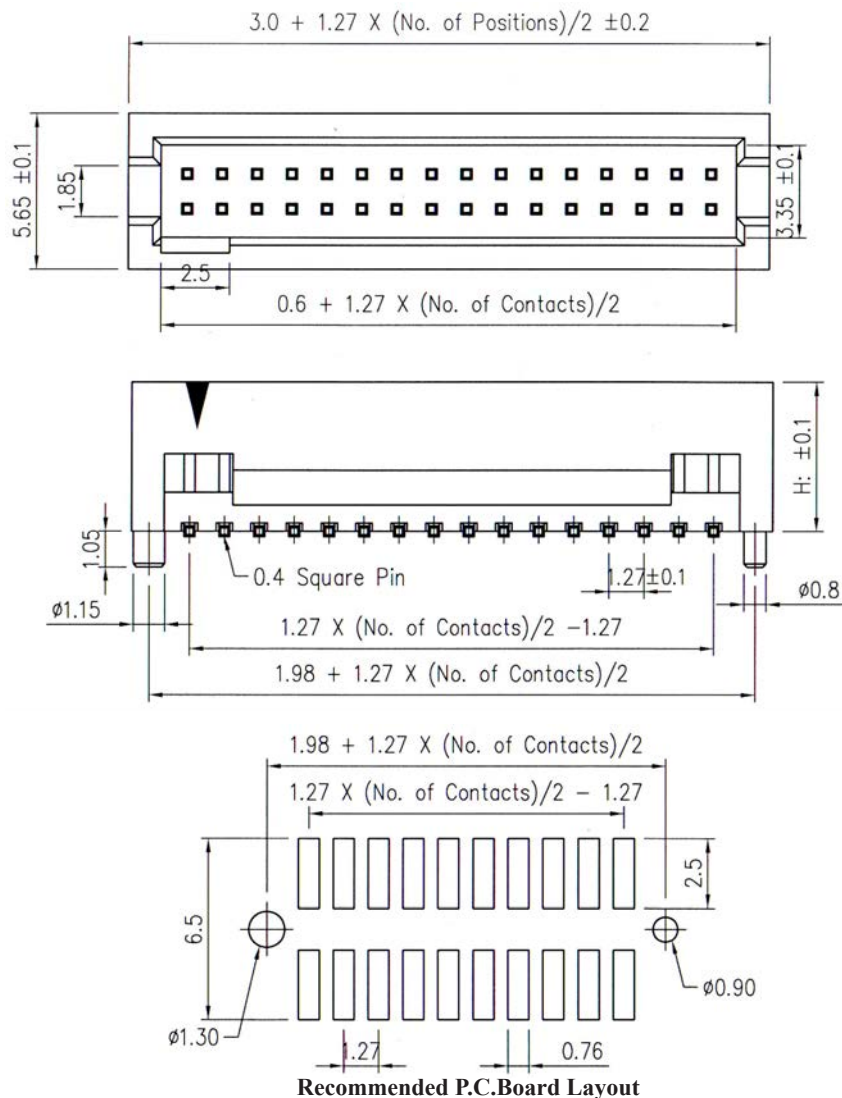 3.0 + 1.27 X (No. of Positions)/2 ±0.2
5.65 ±0.1
1.85
3.35 ±0.1
2.5
0.6 + 1.27 X (No. of Contacts)/2
H: ±0.1
1.05
0.4 Square Pin
1.27±0.1
ø1.15
ø0.8
1.27 X (No. of Contacts)/2 -1.27
1.98 + 1.27 X (No. of Contacts)/2
1.98 + 1.27 X (No. of Contacts)/2
1.27 X (No. of Contacts)/2 - 1.27
2.5
6.5
ø0.90
ø1.30
1.27
0.76
Recommended P.C.Board Layout